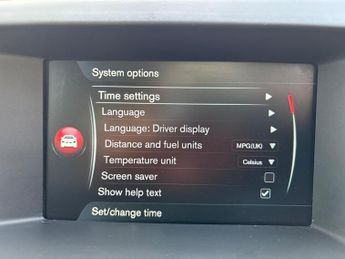 System options
Time settings
Language
Language: Driver display
Distance and fuel units MPG(UK)
Temperature unit Celsius
Screen saver
Show help text
Set/change time